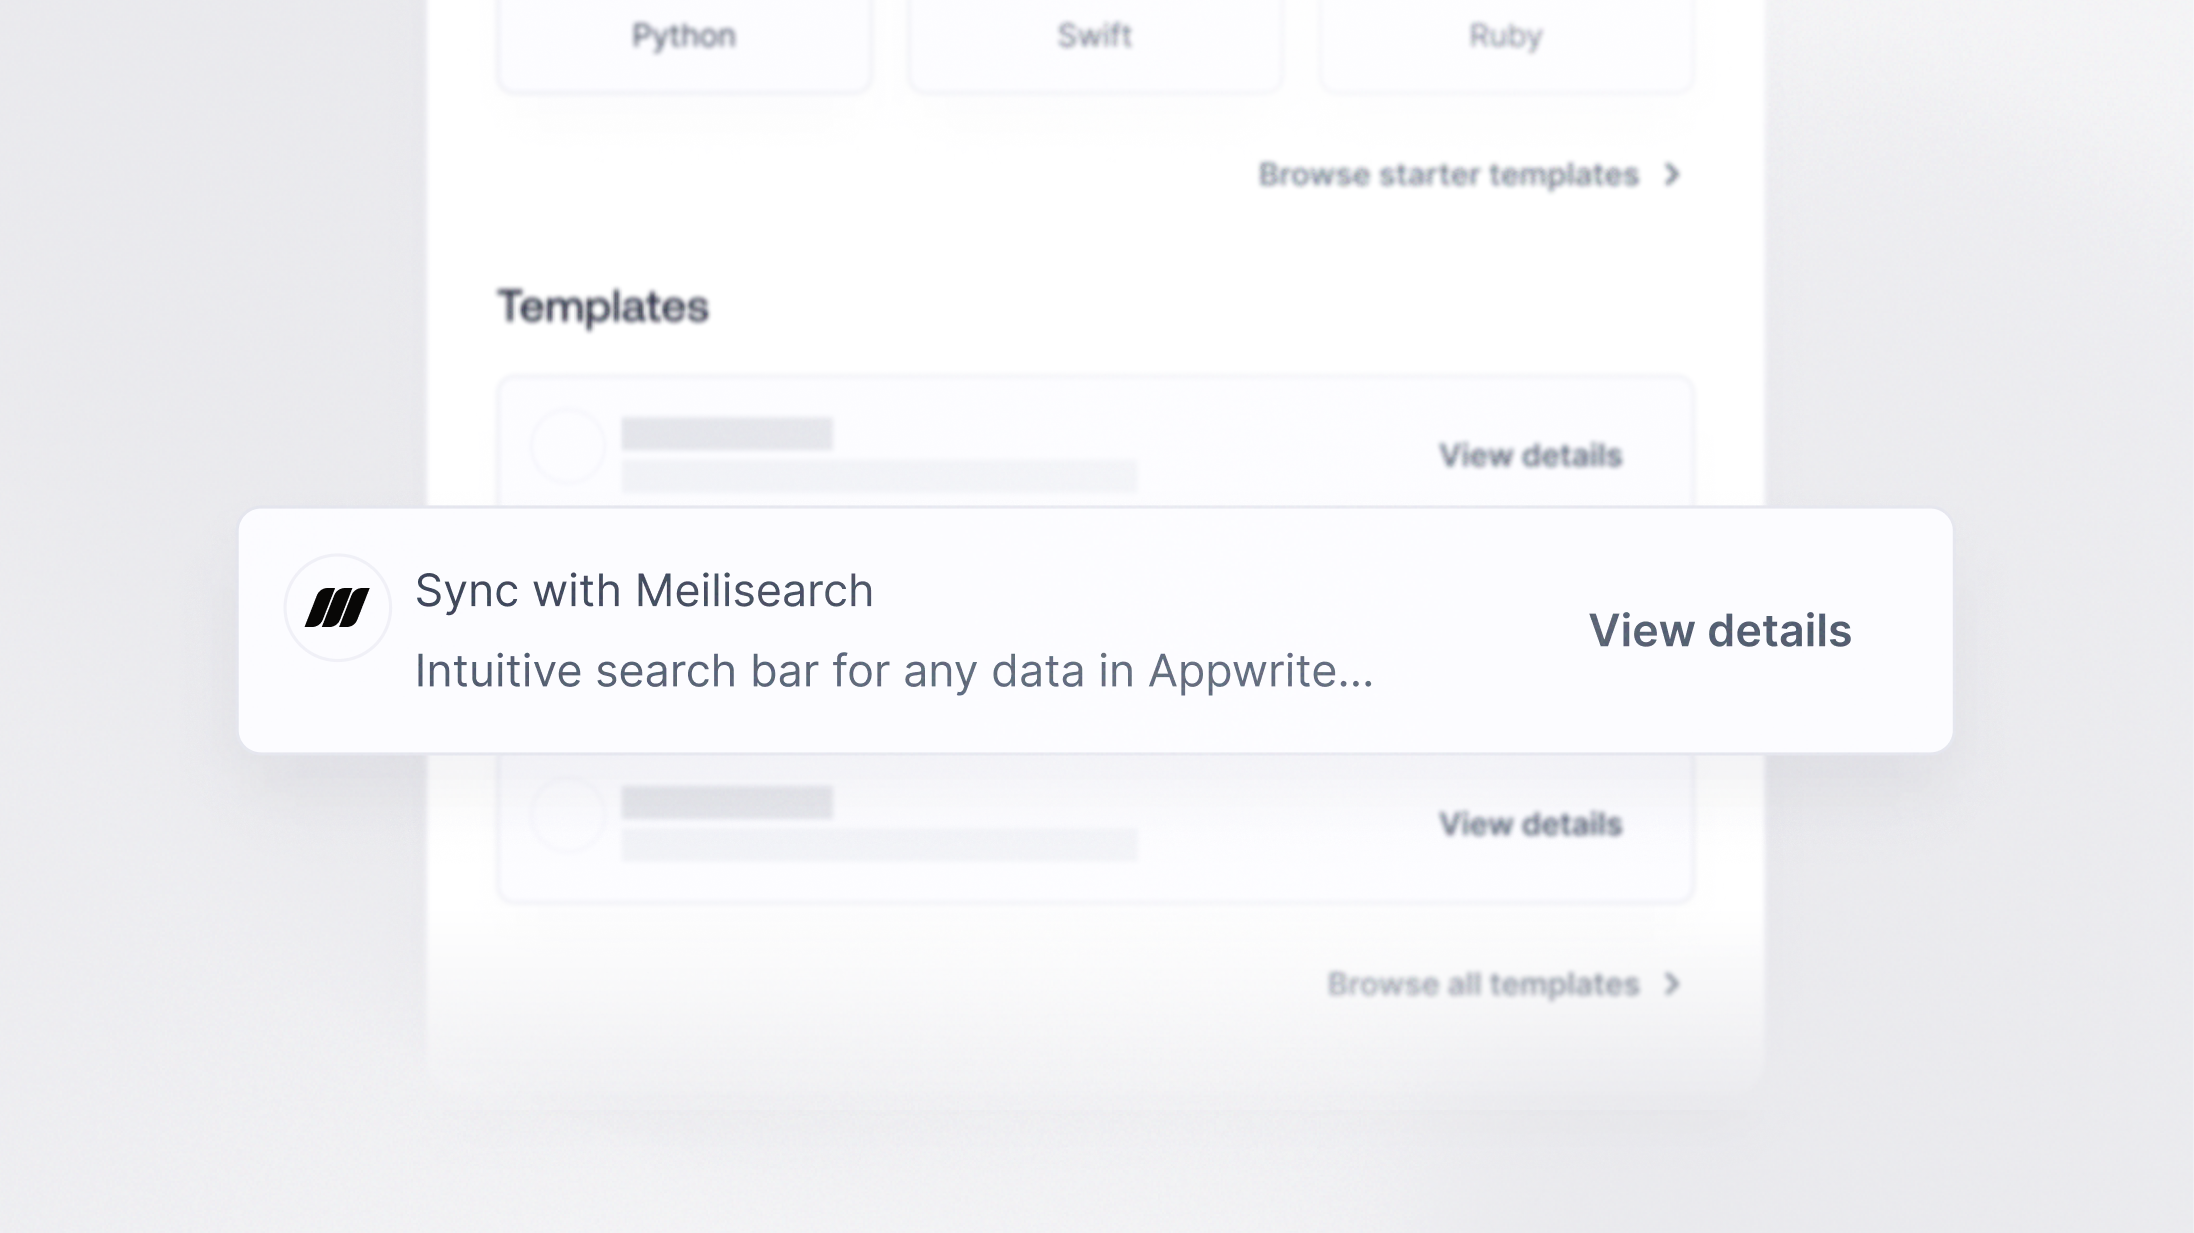 Python
Swift
Ruby
Browse starter templates
Templates
View details
Sync with Meilisearch
Intuitive search bar for any data in Appwrite...
View details
View details
Browse all templates